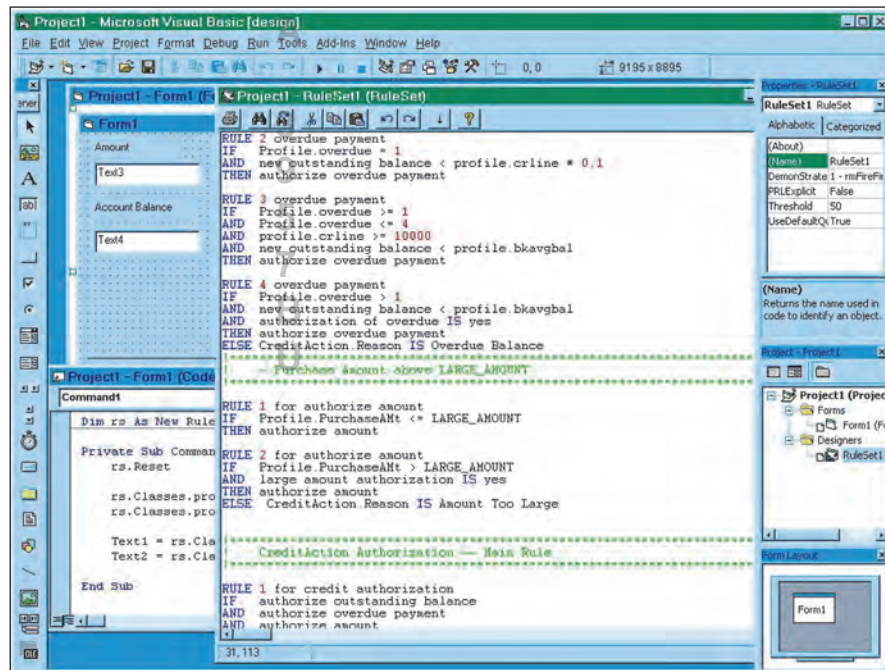 Project1 - Microsoft Visual Basic [design]
File Edit View Project Format Debug Run Tools Add-Ins Window Help
0,0 9195 x 8895
Project1 - Form1 (Fo
Form1
Amount
Text3
Account Balance
Text4
Project1 - RuleSet1 (RuleSet)
RULE 2 overdue payment
IF Profile.overdue = 1
AND new outstanding balance < profile.crline * 0.1
THEN authorize overdue payment
RULE 3 overdue payment
IF Profile.overdue >= 1
AND Profile.overdue <= 4
AND profile.crline >= 10000
AND new outstanding balance < profile.bkavgbal
THEN authorize overdue payment
RULE 4 overdue payment
IF Profile.overdue > 1
AND new outstanding balance < profile.bkavgbal
AND authorization of overdue IS yes
THEN authorize overdue payment
ELSE CreditAction.Reason IS Overdue Balance
- Purchase Amount above LARGE_AMOUNT
RULE 1 for authorize amount
IF Profile.PurchaseAMt <= LARGE_AMOUNT
THEN authorize amount
RULE 2 for authorize amount
IF Profile.PurchaseAMt > LARGE_AMOUNT
AND large amount authorization IS yes
THEN authorize amount
ELSE CreditAction.Reason IS Amount Too Large
CreditAction Authorization -- Main Rule
RULE 1 for credit authorization
IF authorize outstanding balance
AND authorize overdue payment
AND authorize amount
31, 113
Project1 - Form1 (Code
Command1
Dim rs As New Rule
Private Sub Comman
rs.Reset
rs.Classes.pro
rs.Classes.pro
Text1 = rs.Cla
Text2 = rs.Cla
End Sub
Properties - RuleSet1
RuleSet1 RuleSet
Alphabetic Categorized
(About)
(Name) RuleSet1
DemonStrate 1 - rmFireFir
PRLExplicit False
Threshold 50
UseDefaultQu True
(Name)
Returns the name used in
code to identify an object.
Project - Project1
Project1 (Projec
Forms
Form1 (Fo
Designers
RuleSet1
Form Layout
Form1